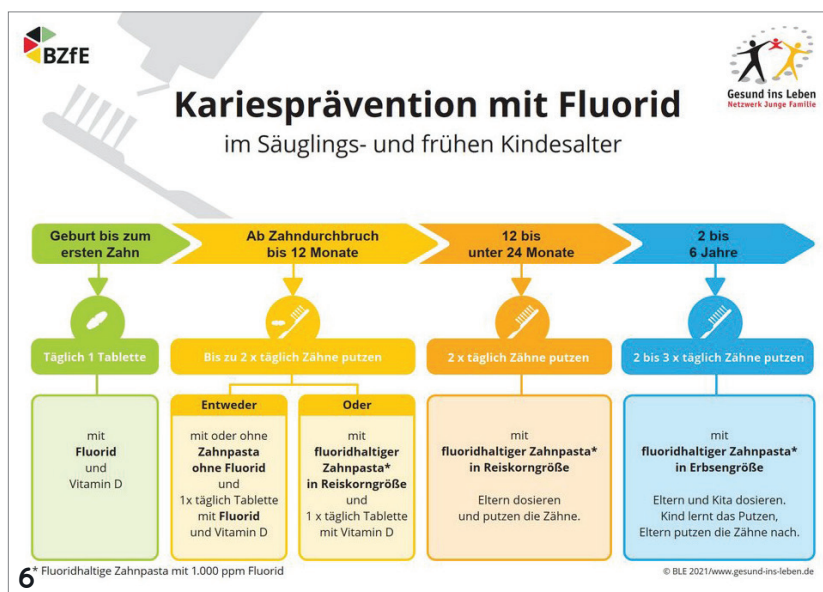 BZfE
Gesund ins Leben
Netzwerk Junge Familie
Kariesprävention mit Fluorid
im Säuglings- und frühen Kindesalter
Geburt bis zum
ersten Zahn
Täglich 1 Tablette
mit
Fluorid
und
Vitamin D
Ab Zahndurchbruch
bis 12 Monate
Bis zu 2 x täglich Zähne putzen
Entweder
mit oder ohne
Zahnpasta
ohne Fluorid
und
1x täglich Tablette
mit Fluorid
und Vitamin D
Oder
mit
fluoridhaltiger
Zahnpasta*
in Reiskorngröße
und
1 x täglich Tablette
mit Vitamin D
12 bis
unter 24 Monate
2 x täglich Zähne putzen
mit
fluoridhaltiger Zahnpasta*
in Reiskorngröße
Eltern dosieren
und putzen die Zähne.
2 bis
6 Jahre
2 bis 3 x täglich Zähne putzen
mit
fluoridhaltiger Zahnpasta*
in Erbsengröße
Eltern und Kita dosieren.
Kind lernt das Putzen,
Eltern putzen die Zähne nach.
6
* Fluoridhaltige Zahnpasta mit 1.000 ppm Fluorid
© BLE 2021/www.gesund-ins-leben.de